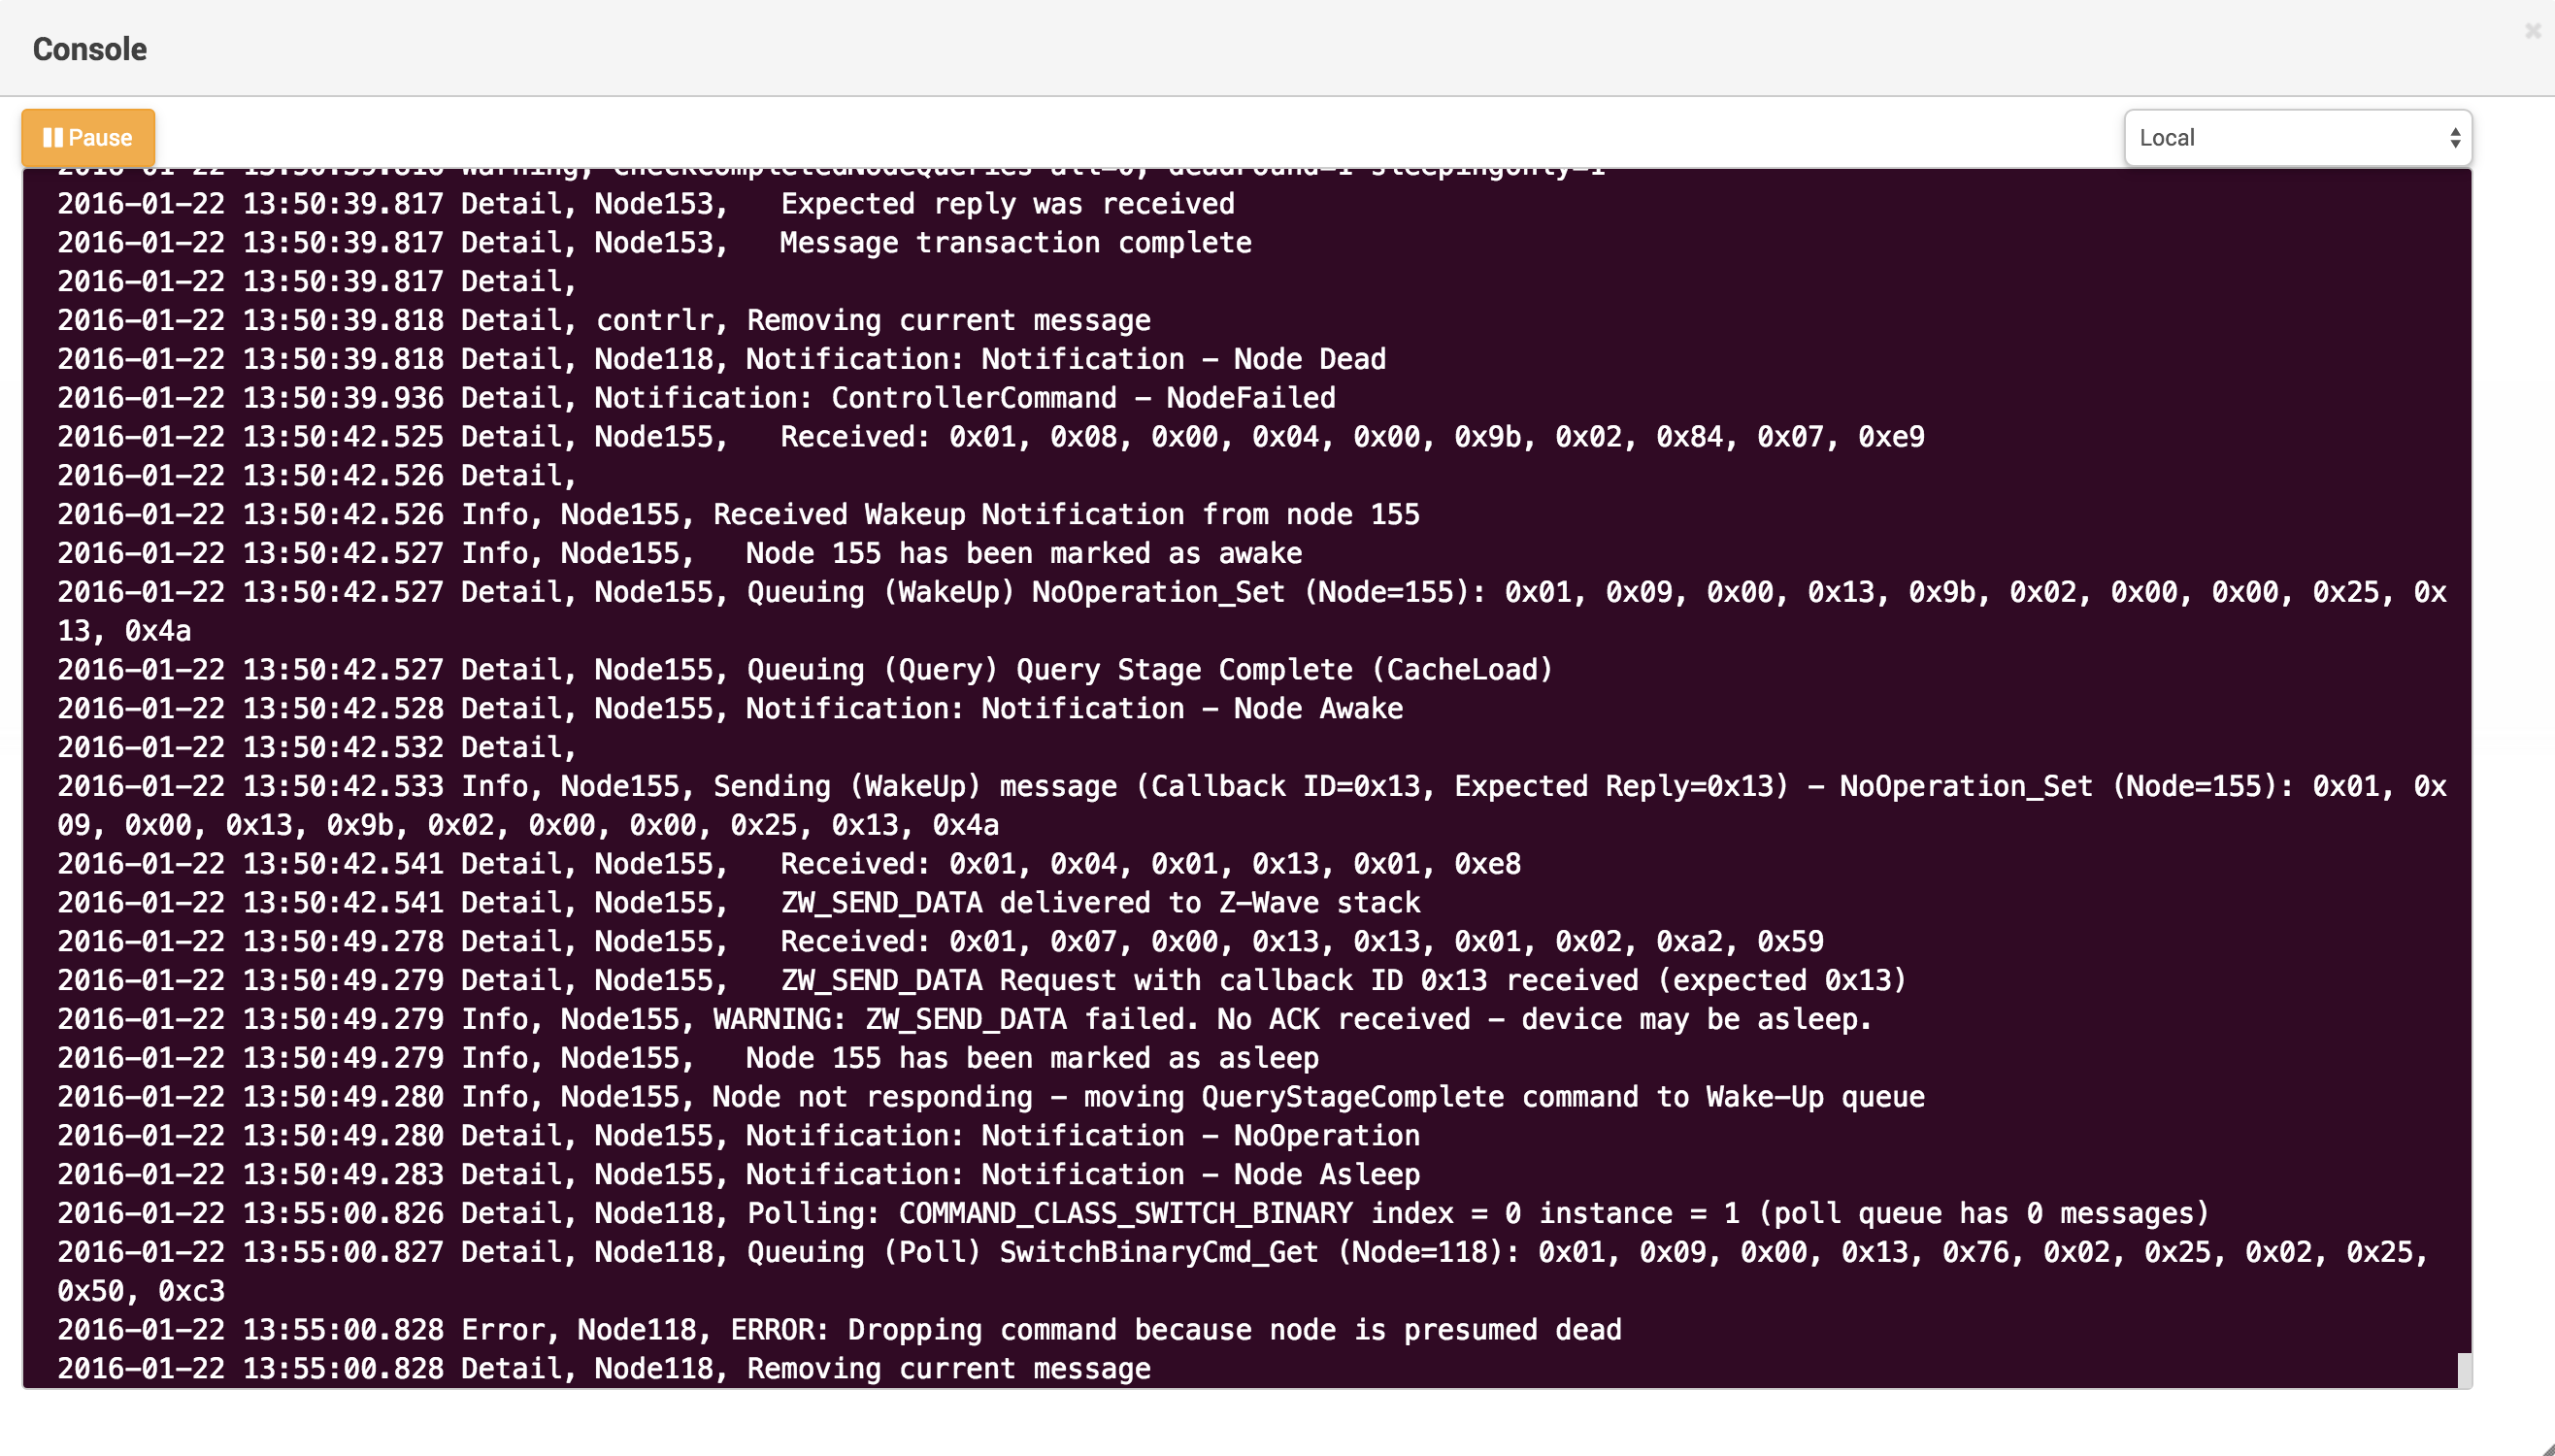 Console
Pause
Local
2016-01-22 13:50:39.818 Warning, CheckCompletedNodeQueries all=0, deadFound=1 sleepingOnly=1
2016-01-22 13:50:39.817 Detail, Node153,   Expected reply was received
2016-01-22 13:50:39.817 Detail, Node153,   Message transaction complete
2016-01-22 13:50:39.817 Detail,
2016-01-22 13:50:39.818 Detail, contrlr, Removing current message
2016-01-22 13:50:39.818 Detail, Node118, Notification: Notification - Node Dead
2016-01-22 13:50:39.936 Detail, Notification: ControllerCommand - NodeFailed
2016-01-22 13:50:42.525 Detail, Node155,   Received: 0x01, 0x08, 0x00, 0x04, 0x00, 0x9b, 0x02, 0x84, 0x07, 0xe9
2016-01-22 13:50:42.526 Detail,
2016-01-22 13:50:42.526 Info, Node155, Received Wakeup Notification from node 155
2016-01-22 13:50:42.527 Info, Node155,   Node 155 has been marked as awake
2016-01-22 13:50:42.527 Detail, Node155, Queuing (WakeUp) NoOperation_Set (Node=155): 0x01, 0x09, 0x00, 0x13, 0x9b, 0x02, 0x00, 0x00, 0x25, 0x
13, 0x4a
2016-01-22 13:50:42.527 Detail, Node155, Queuing (Query) Query Stage Complete (CacheLoad)
2016-01-22 13:50:42.528 Detail, Node155, Notification: Notification - Node Awake
2016-01-22 13:50:42.532 Detail,
2016-01-22 13:50:42.533 Info, Node155, Sending (WakeUp) message (Callback ID=0x13, Expected Reply=0x13) - NoOperation_Set (Node=155): 0x01, 0x
09, 0x00, 0x13, 0x9b, 0x02, 0x00, 0x00, 0x25, 0x13, 0x4a
2016-01-22 13:50:42.541 Detail, Node155,   Received: 0x01, 0x04, 0x01, 0x13, 0x01, 0xe8
2016-01-22 13:50:42.541 Detail, Node155,   ZW_SEND_DATA delivered to Z-Wave stack
2016-01-22 13:50:49.278 Detail, Node155,   Received: 0x01, 0x07, 0x00, 0x13, 0x13, 0x01, 0x02, 0xa2, 0x59
2016-01-22 13:50:49.279 Detail, Node155,   ZW_SEND_DATA Request with callback ID 0x13 received (expected 0x13)
2016-01-22 13:50:49.279 Info, Node155, WARNING: ZW_SEND_DATA failed. No ACK received - device may be asleep.
2016-01-22 13:50:49.279 Info, Node155,   Node 155 has been marked as asleep
2016-01-22 13:50:49.280 Info, Node155, Node not responding - moving QueryStageComplete command to Wake-Up queue
2016-01-22 13:50:49.280 Detail, Node155, Notification: Notification - NoOperation
2016-01-22 13:50:49.283 Detail, Node155, Notification: Notification - Node Asleep
2016-01-22 13:55:00.826 Detail, Node118, Polling: COMMAND_CLASS_SWITCH_BINARY index = 0 instance = 1 (poll queue has 0 messages)
2016-01-22 13:55:00.827 Detail, Node118, Queuing (Poll) SwitchBinaryCmd_Get (Node=118): 0x01, 0x09, 0x00, 0x13, 0x76, 0x02, 0x25, 0x02, 0x25,
0x50, 0xc3
2016-01-22 13:55:00.828 Error, Node118, ERROR: Dropping command because node is presumed dead
2016-01-22 13:55:00.828 Detail, Node118, Removing current message